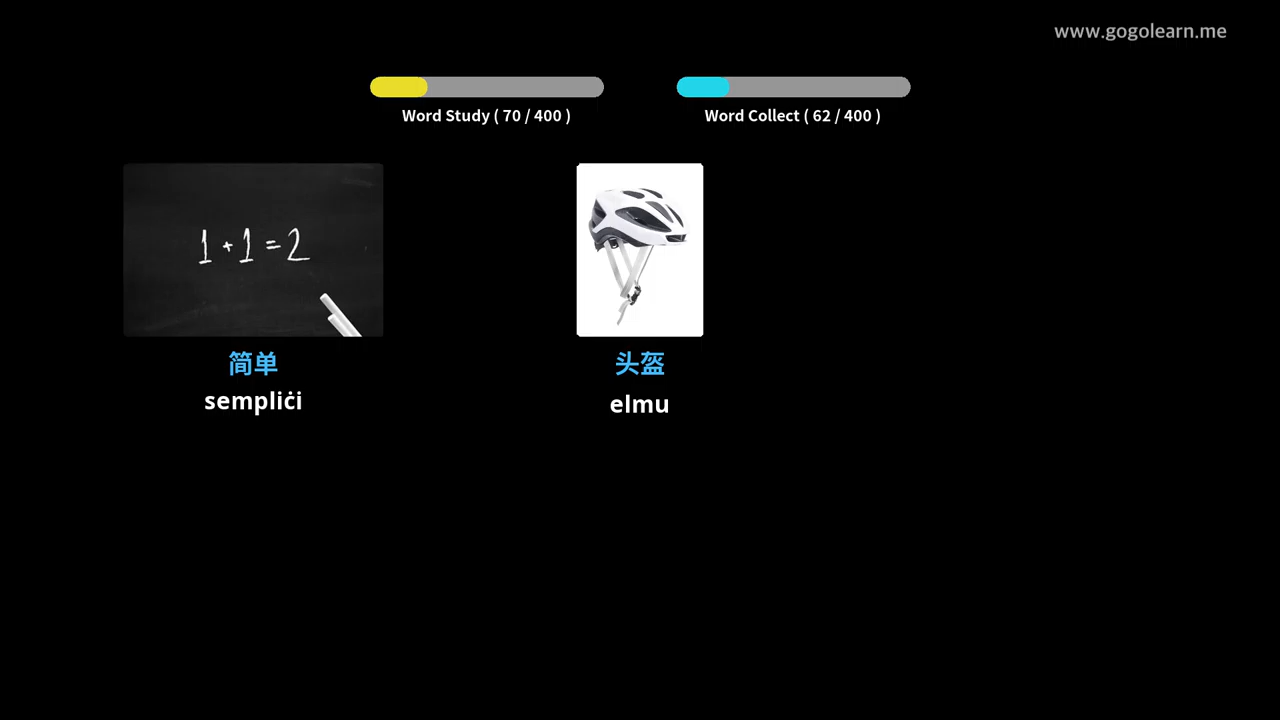 www.gogolearn.me
Word Study ( 70 / 400 )
Word Collect ( 62 / 400 )
1 + 1 = 2
简单
sempliċi
头盔
elmu